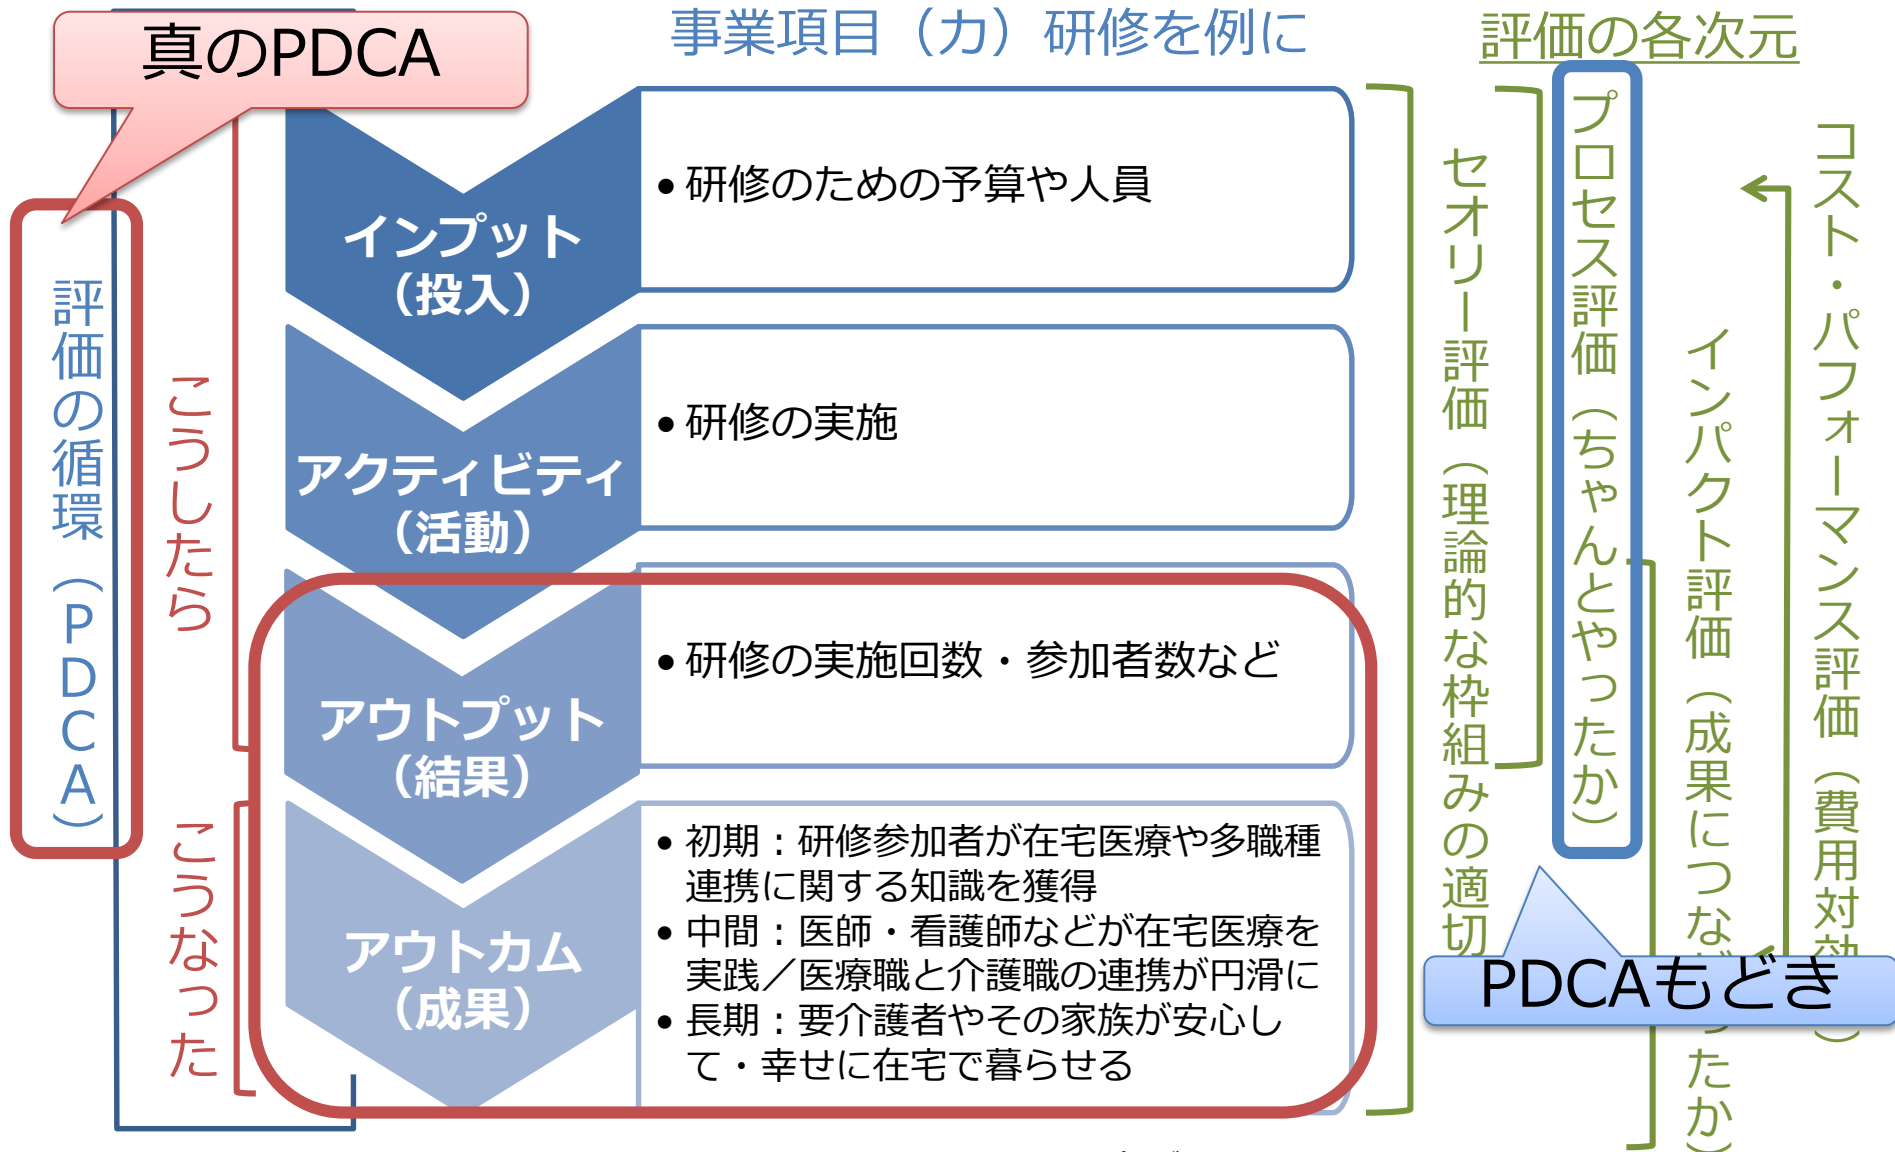 真のPDCA
事業項目（カ）研修を例に
評価の各次元
評価の循環（PDCA）
こうしたら
こうなった
インプット
（投入）
・研修のための予算や人員
アクティビティ
（活動）
・研修の実施
アウトプット
（結果）
・研修の実施回数・参加者数など
アウトカム
（成果）
・初期：研修参加者が在宅医療や多職種
連携に関する知識を獲得
・中間：医師・看護師などが在宅医療を
実践／医療職と介護職の連携が円滑に
・長期：要介護者やその家族が安心し
て・幸せに在宅で暮らせる
セオリー評価（理論的な枠組みの適切
プロセス評価（ちゃんとやったか）
インパクト評価（成果につながったか）
コスト・パフォーマンス評価（費用対効
PDCAもどき